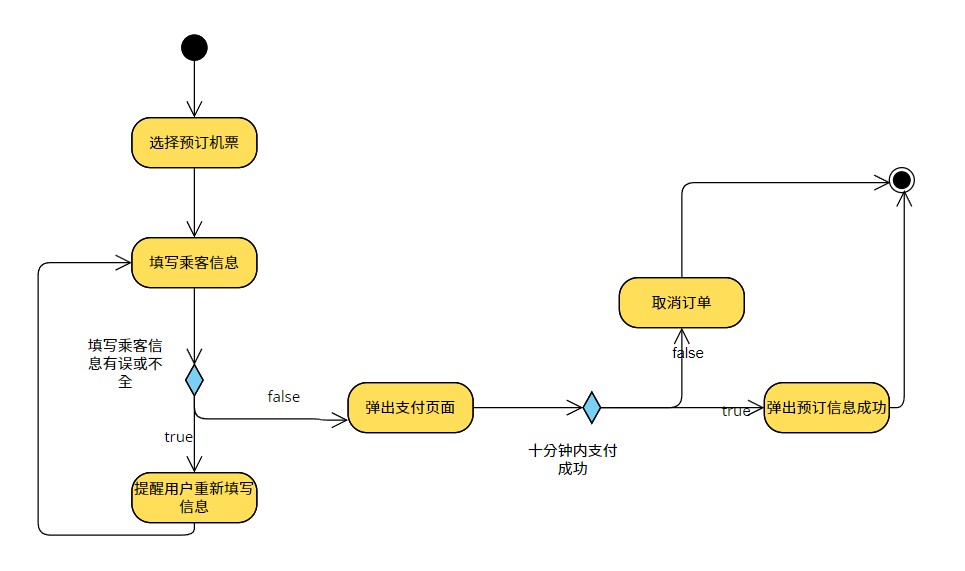 选择预订机票
填写乘客信息
填写乘客信
息有误或不
全
false
true
提醒用户重新填写
信息
弹出支付页面
十分钟内支付
成功
取消订单
false
true
弹出预订信息成功